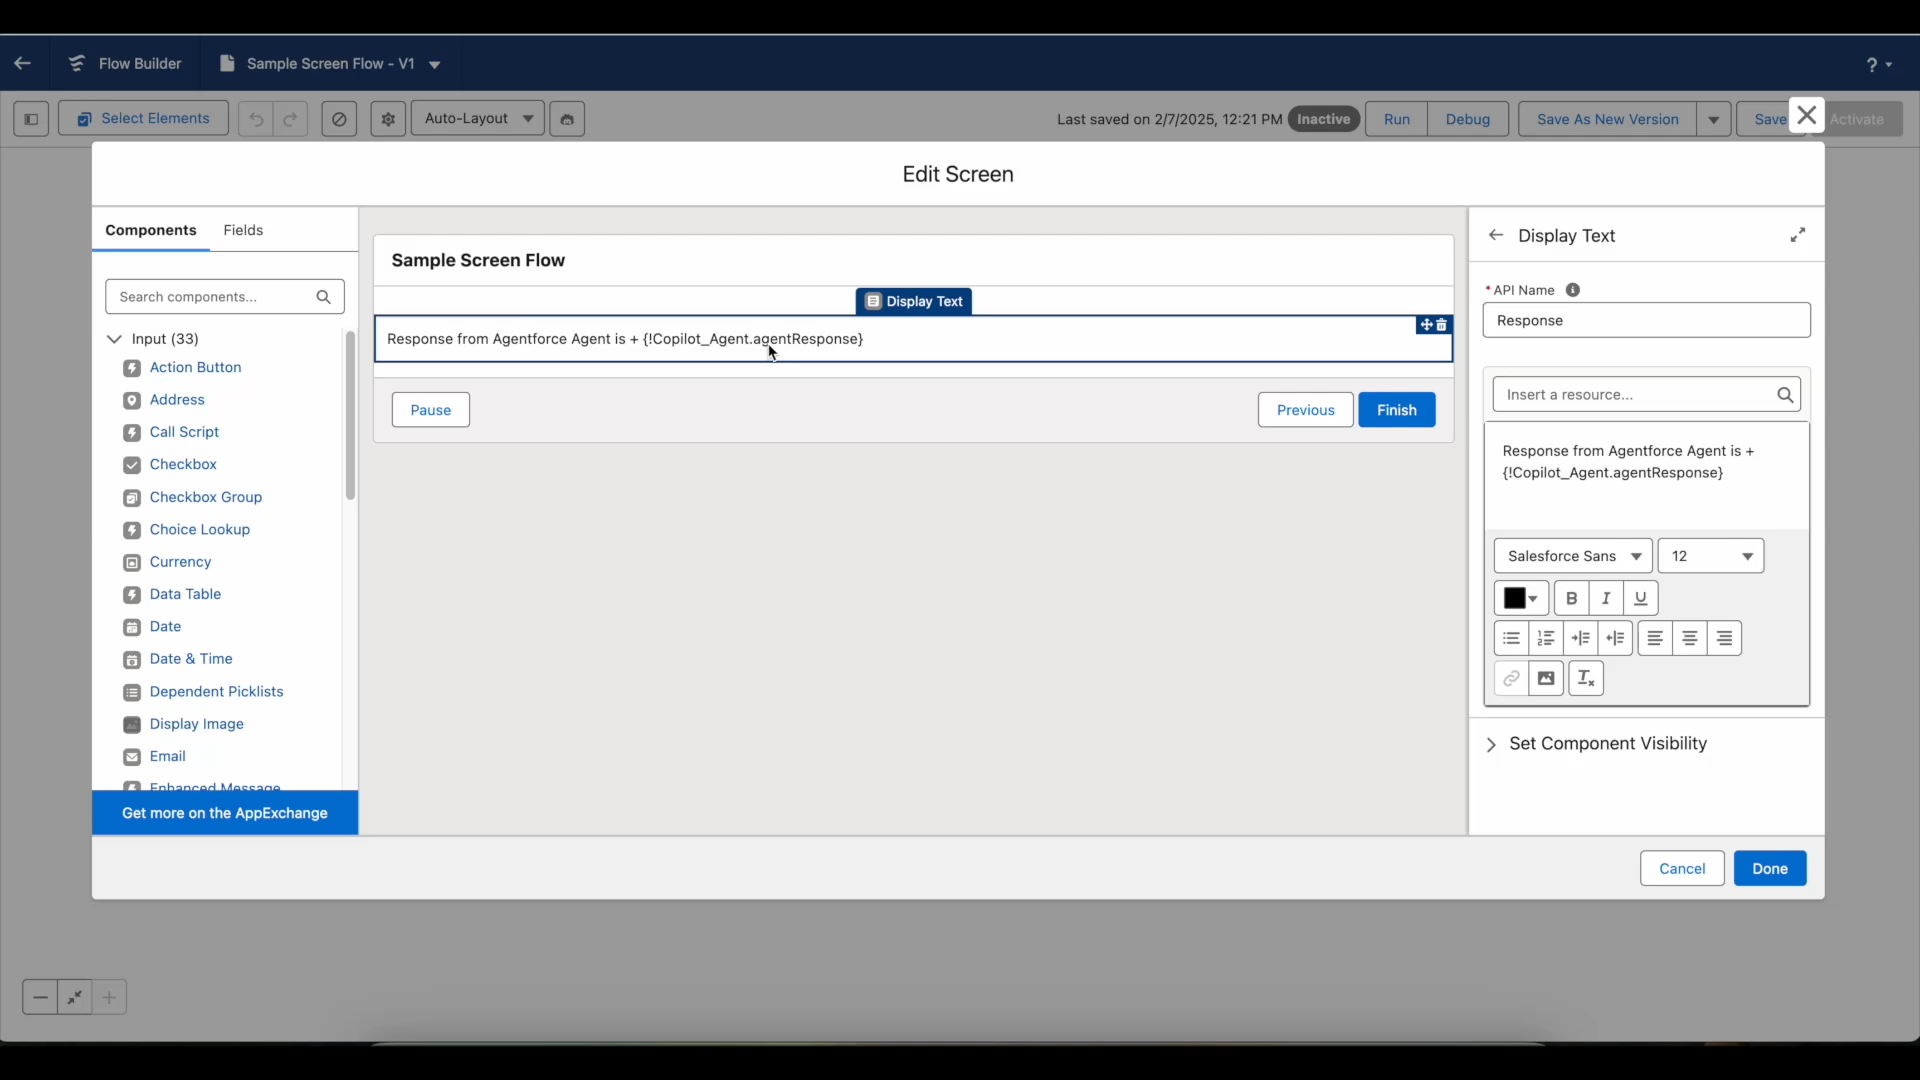 Flow Builder
Sample Screen Flow - V1
?
Select Elements
Auto-Layout
Last saved on 2/7/2025, 12:21 PM
Inactive
Run
Debug
Save As New Version
Save
Activate
Edit Screen
Components
Fields
Search components...
Input (33)
Action Button
Address
Call Script
Checkbox
Checkbox Group
Choice Lookup
Currency
Data Table
Date
Date & Time
Dependent Picklists
Display Image
Email
Enhanced Message
Get more on the AppExchange
Sample Screen Flow
Display Text
Response from Agentforce Agent is + {!Copilot_Agent.agentResponse}
Pause
Previous
Finish
Display Text
* API Name
Response
Insert a resource...
Response from Agentforce Agent is +
{!Copilot_Agent.agentResponse}
Salesforce Sans
12
B
I
U
Set Component Visibility
Cancel
Done